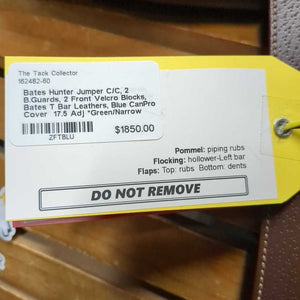 The Tack Collector
162482-60
Bates Hunter Jumper C/C, 2
B.Guards, 2 Front Velcro Blocks,
Bates T Bar Leathers, Blue CanPro
Cover 17.5 Adj *Green/Narrow
$1850.00
ZFTBLU
Pommel: piping rubs
Flocking: hollower-Left bar
Flaps: Top: rubs Bottom: dents
DO NOT REMOVE